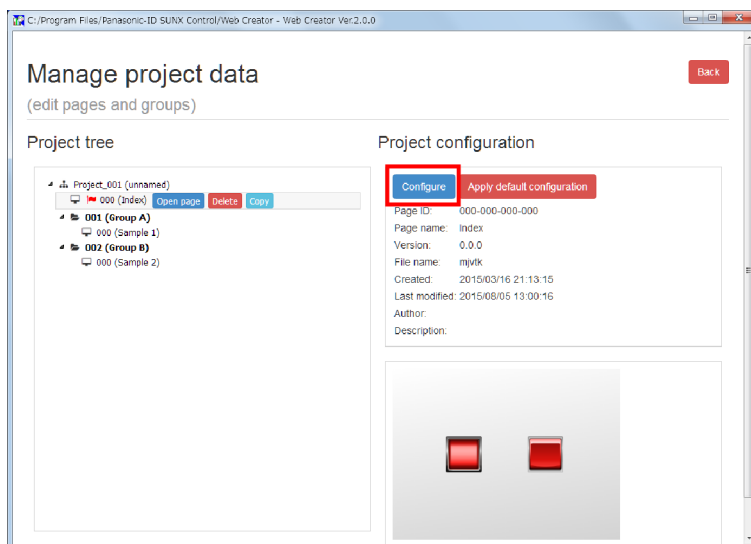 C:/Program Files/Panasonic-ID SUNX Control/Web Creator - Web Creator Ver.2.0.0
Manage project data
Back
(edit pages and groups)
Project tree
Project configuration
Project_001 (unnamed)
000 (Index) Open page Delete Copy
001 (Group A)
000 (Sample 1)
002 (Group B)
000 (Sample 2)
Configure Apply default configuration
Page ID: 000-000-000-000
Page name: Index
Version: 0.0.0
File name: mjvtk
Created: 2015/03/16 21:13:15
Last modified: 2015/08/05 13:00:16
Author:
Description: